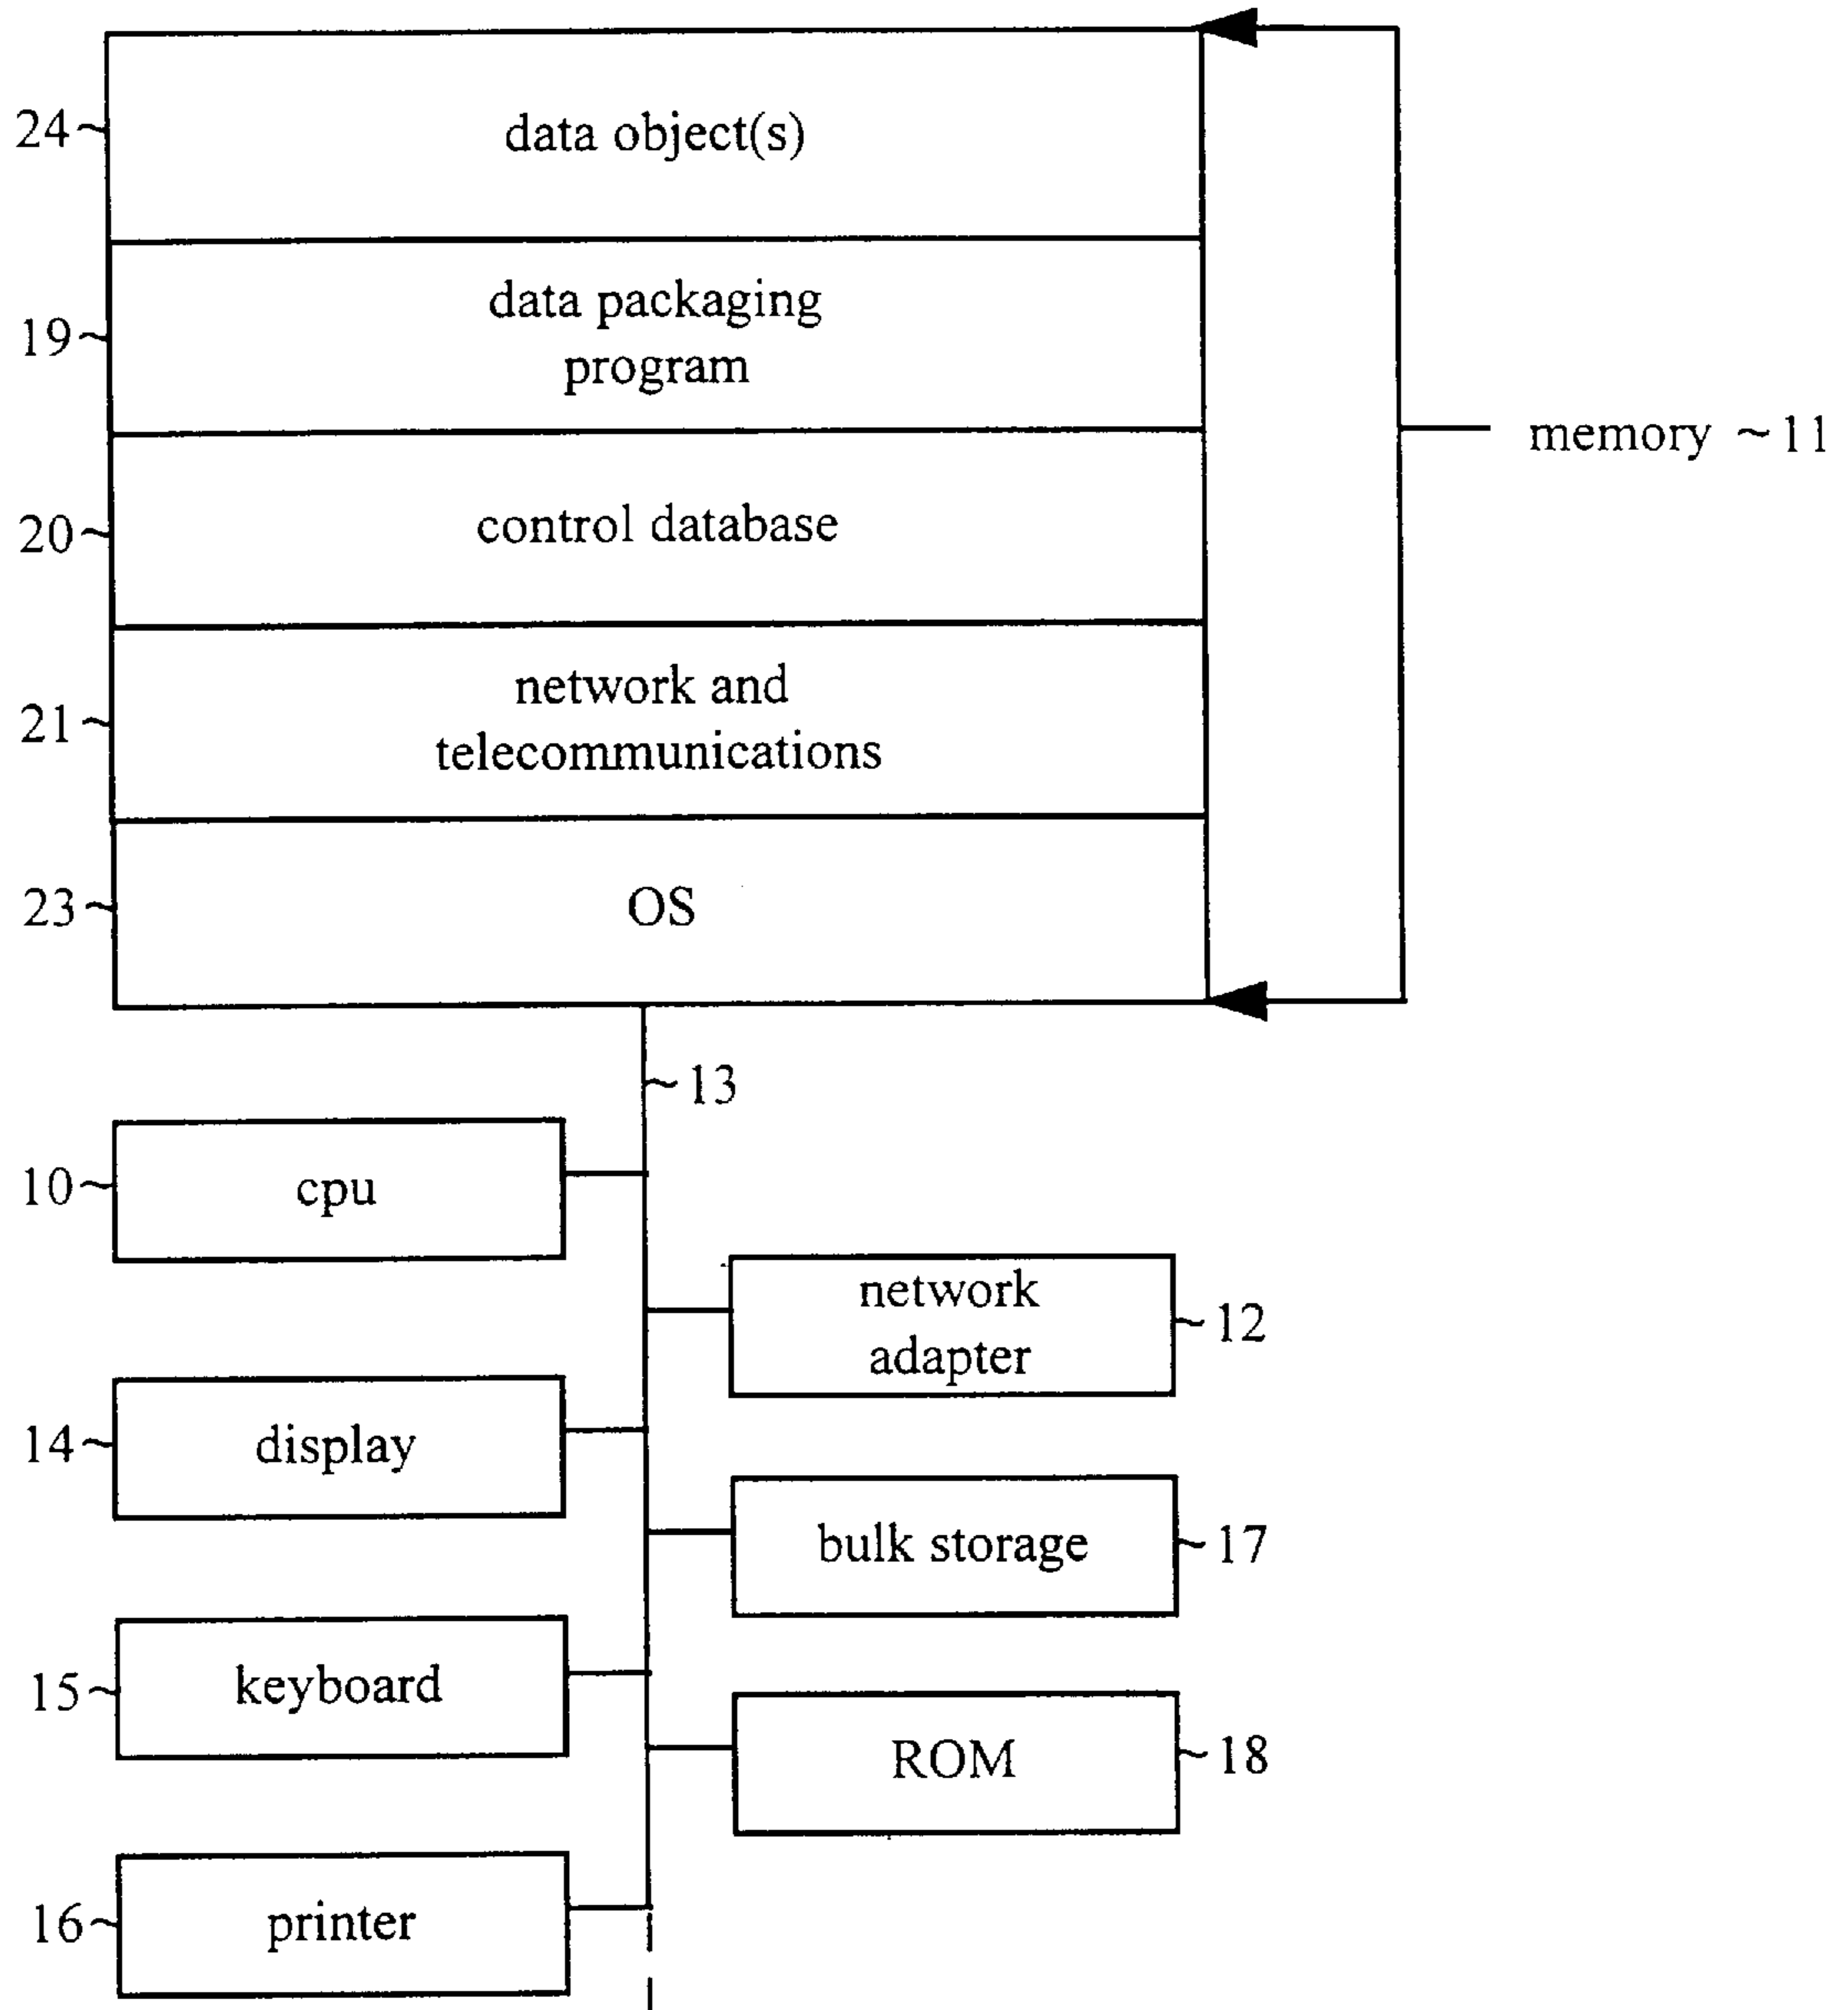 24~ data object(s)
19~ data packaging
program
memory ~11
20~ control database
21~ network and
telecommunications
23~ OS
~13
10~ cpu
network
adapter ~12
14~ display
bulk storage ~17
15~ keyboard
ROM ~18
16~ printer